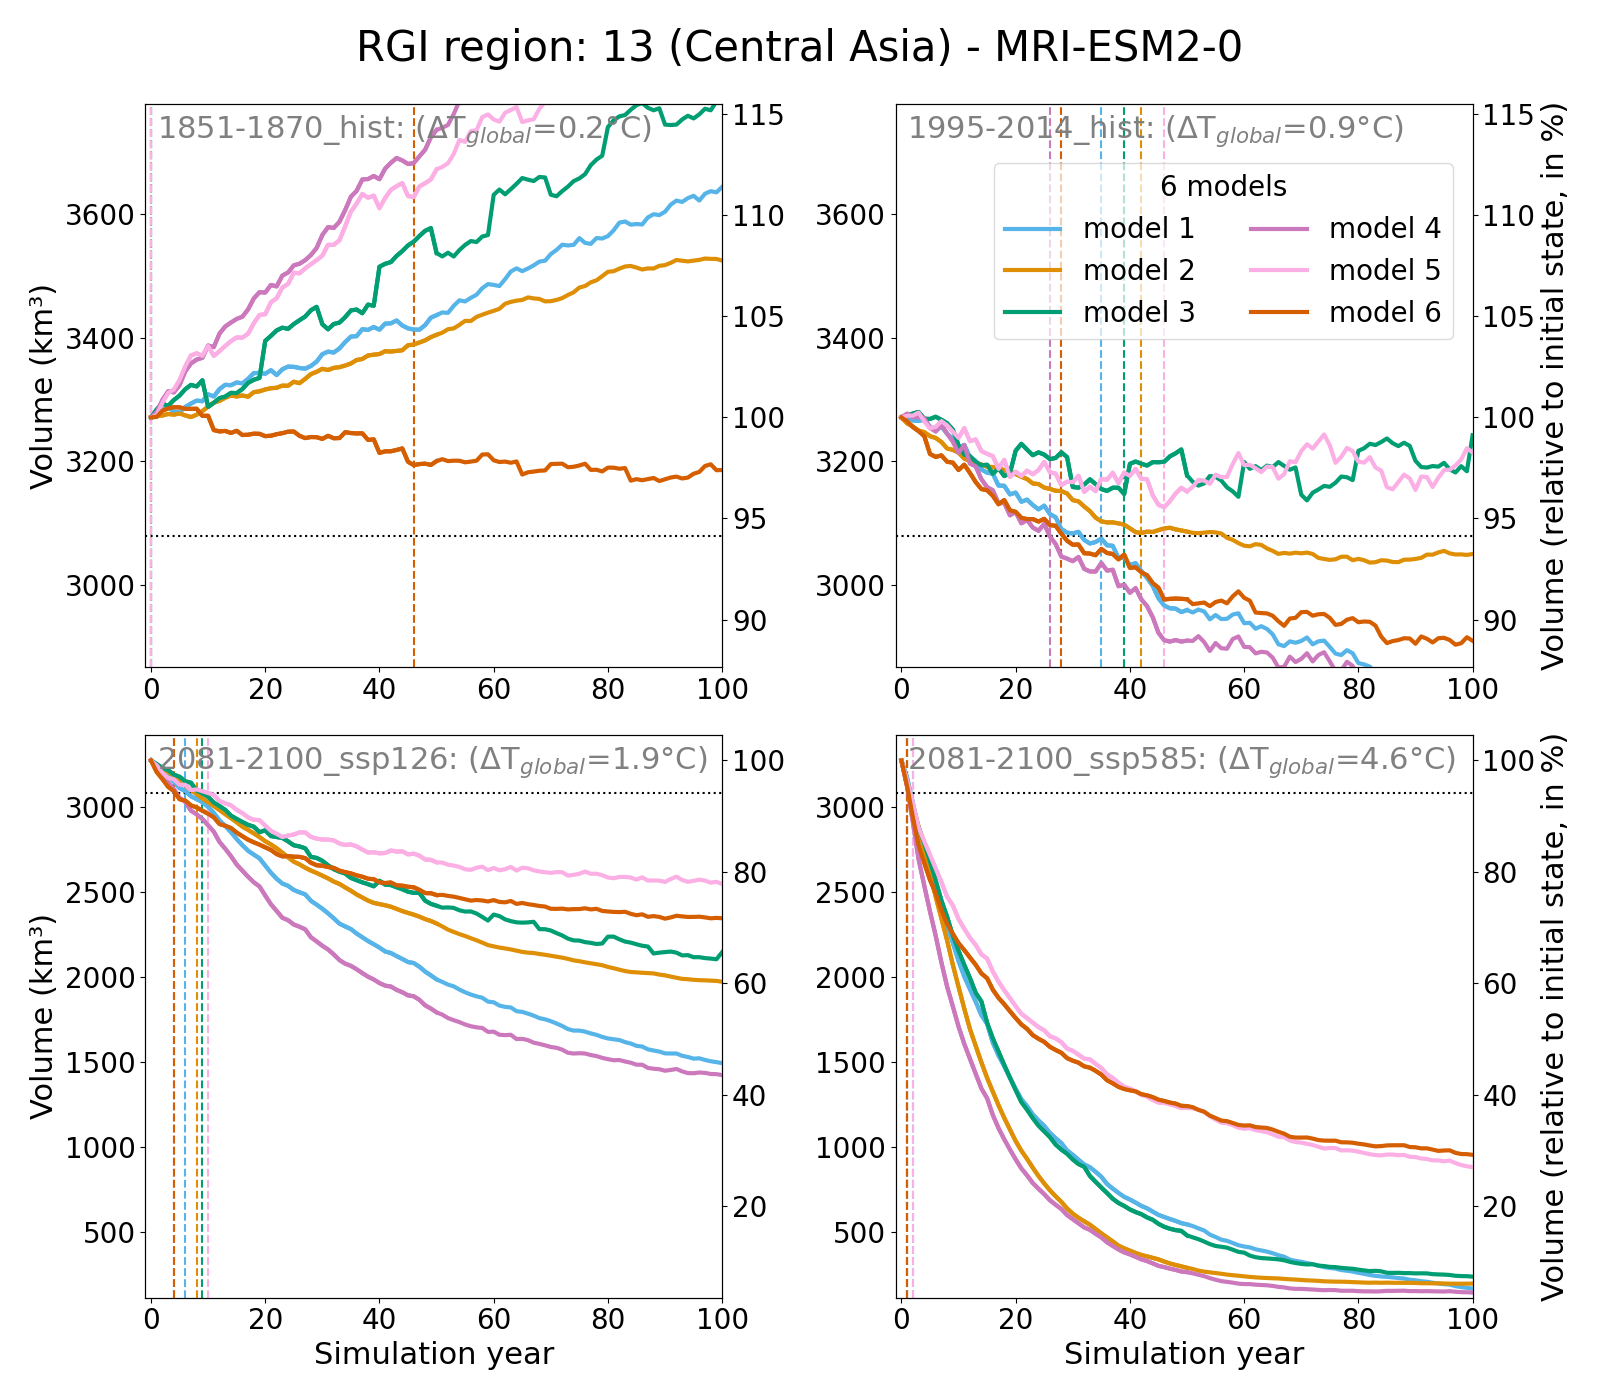 RGI region: 13 (Central Asia) - MRI-ESM2-0
1851-1870_hist: (ΔT_global=0.2°C)
Volume (km³)
3600
3400
3200
3000
115
110
105
100
95
90
0 20 40 60 80 100
1995-2014_hist: (ΔT_global=0.9°C)
6 models
model 1 model 4
model 2 model 5
model 3 model 6
3600
3400
3200
3000
115
110
105
100
95
90
Volume (relative to initial state, in %)
0 20 40 60 80 100
2081-2100_ssp126: (ΔT_global=1.9°C)
Volume (km³)
3000
2500
2000
1500
1000
500
100
80
60
40
20
0 20 40 60 80 100
Simulation year
2081-2100_ssp585: (ΔT_global=4.6°C)
3000
2500
2000
1500
1000
500
100
80
60
40
20
Volume (relative to initial state, in %)
0 20 40 60 80 100
Simulation year